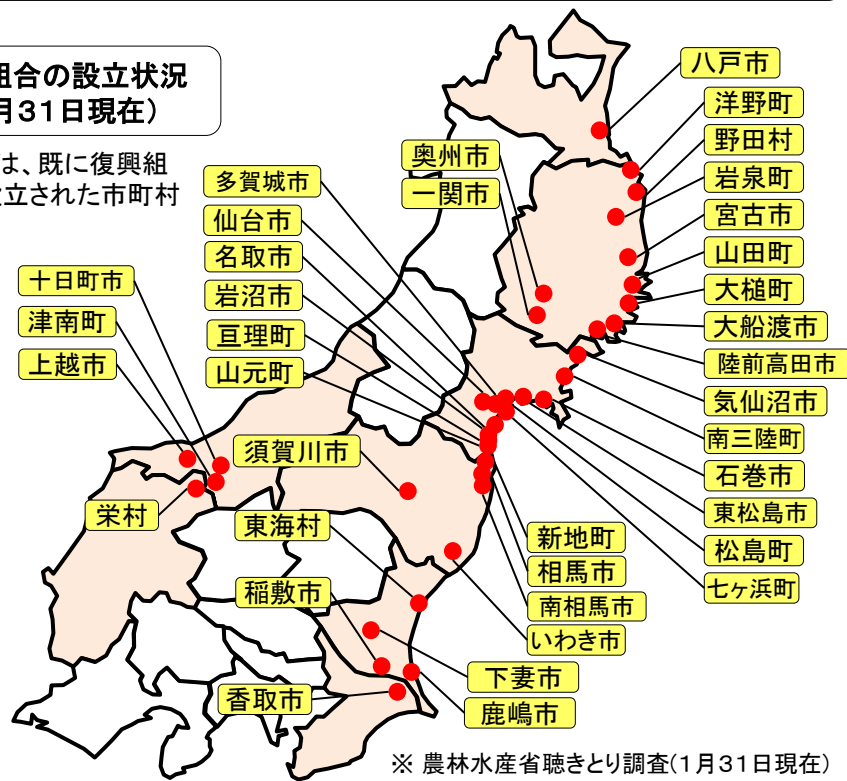 組合の設立状況
月31日現在）
は、既に復興組
設立された市町村
八戸市
洋野町
野田村
岩泉町
宮古市
山田町
大槌町
大船渡市
陸前高田市
気仙沼市
南三陸町
石巻市
東松島市
松島町
七ヶ浜町
奥州市
一関市
多賀城市
仙台市
名取市
岩沼市
亘理町
山元町
十日町市
津南町
上越市
栄村
須賀川市
東海村
稲敷市
香取市
新地町
相馬市
南相馬市
いわき市
下妻市
鹿嶋市
※ 農林水産省聴きとり調査(1月31日現在)